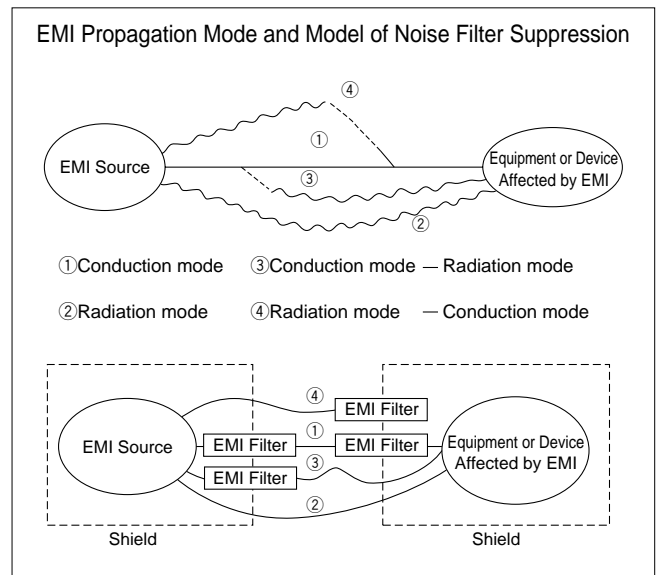 EMI Propagation Mode and Model of Noise Filter Suppression
④
①
EMI Source
Equipment or Device
Affected by EMI
③
②
①Conduction mode ③Conduction mode — Radiation mode
②Radiation mode ④Radiation mode — Conduction mode
④
EMI Filter
EMI Source
EMI Filter
①
EMI Filter
Equipment or Device
Affected by EMI
EMI Filter
③
②
Shield
Shield